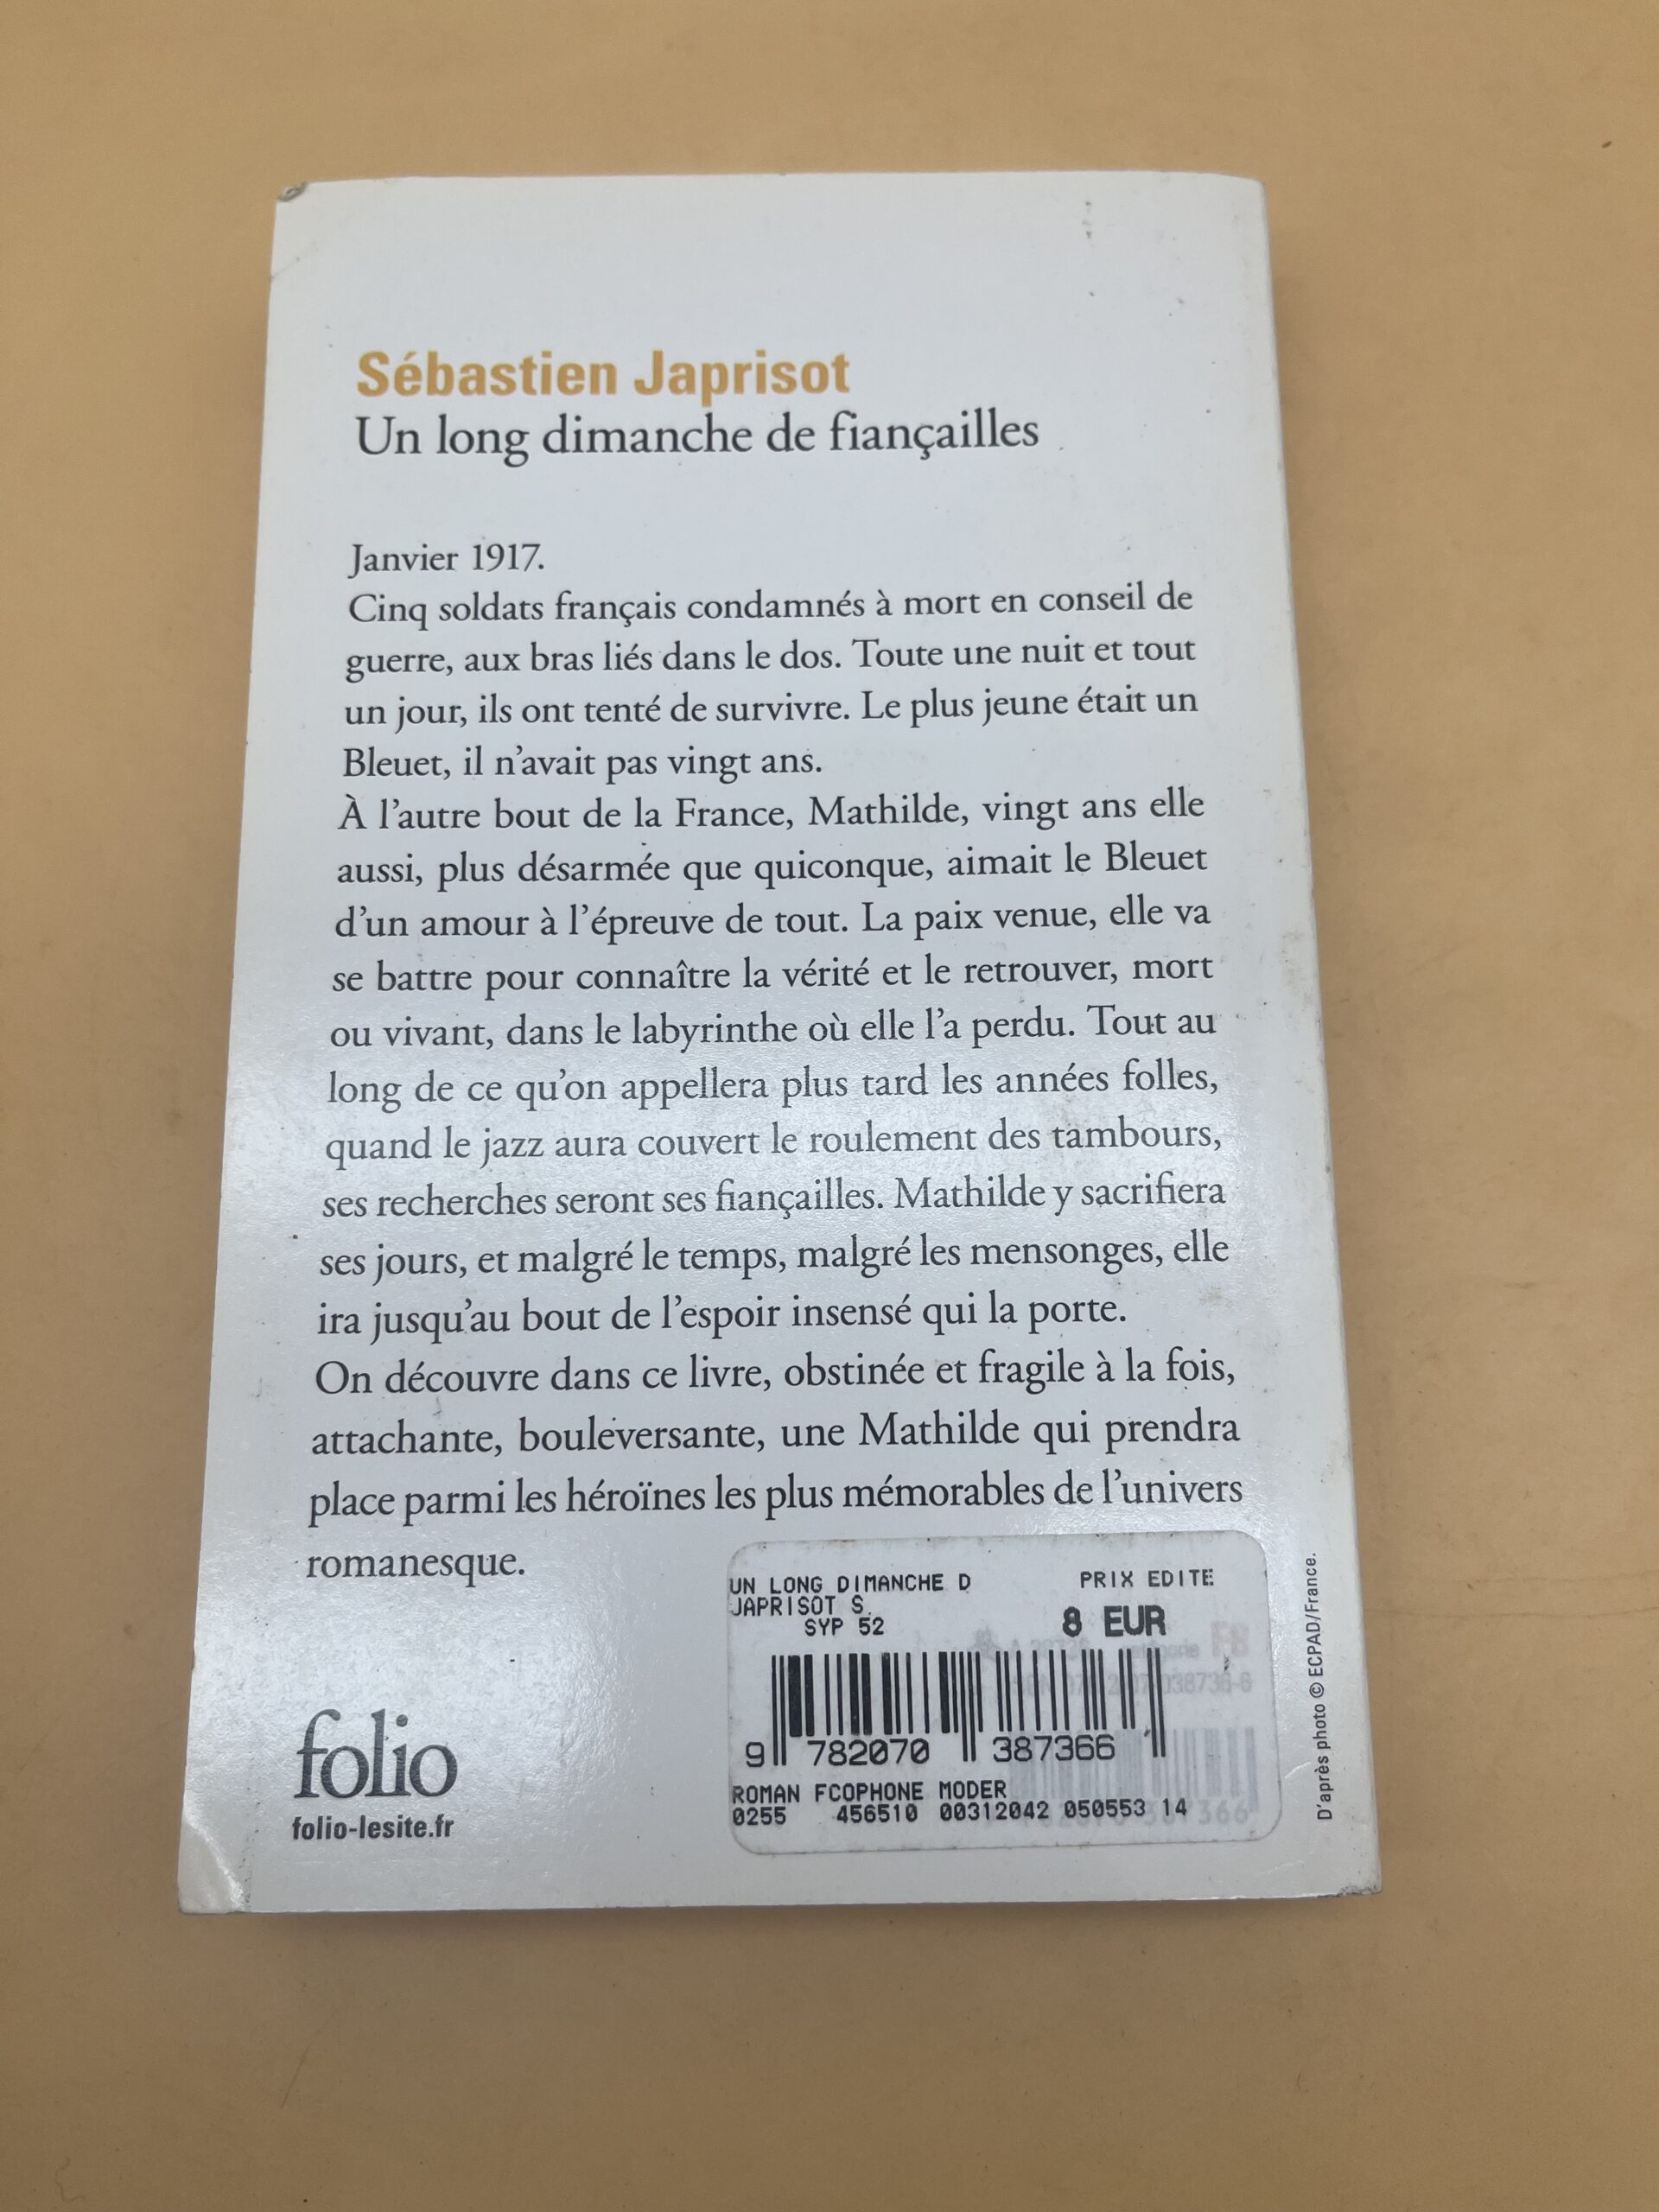 Sébastien Japrisot
Un long dimanche de fiançailles
Janvier 1917.
Cinq soldats français condamnés à mort en conseil de
guerre, aux bras liés dans le dos. Toute une nuit et tout
un jour, ils ont tenté de survivre. Le plus jeune était un
Bleuet, il n'avait pas vingt ans.
À l'autre bout de la France, Mathilde, vingt ans elle
aussi, plus désarmée que quiconque, aimait le Bleuet
d'un amour à l'épreuve de tout. La paix venue, elle va
se battre pour connaître la vérité et le retrouver, mort
ou vivant, dans le labyrinthe où elle l'a perdu. Tout au
long de ce qu'on appellera plus tard les années folles,
quand le jazz aura couvert le roulement des tambours,
ses recherches seront ses fiançailles. Mathilde y sacrifiera
ses jours, et malgré le temps, malgré les mensonges, elle
ira jusqu'au bout de l'espoir insensé qui la porte.
On découvre dans ce livre, obstinée et fragile à la fois,
attachante, bouleversante, une Mathilde qui prendra
place parmi les héroïnes les plus mémorables de l'univers
romanesque.
UN LONG DIMANCHE D PRIX EDITE
JAPRISOT S.
SYP 52 8 EUR
9 782070 387366
ROMAN FCOPHONE MODER
0255 456510 00312042 050553 14
folio
folio-lesite.fr
D'après photo © ECPAD/France.